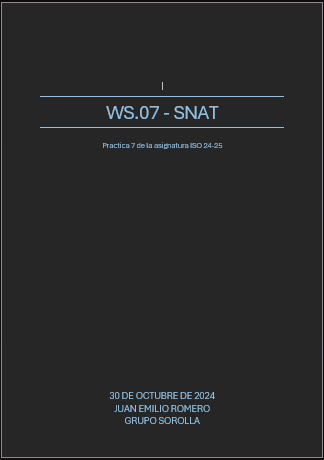 WS.07 - SNAT
Practica 7 de la asignatura ISO 24-25
30 DE OCTUBRE DE 2024
JUAN EMILIO ROMERO
GRUPO SOROLLA